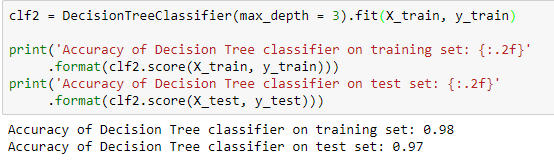 clf2 = DecisionTreeClassifier(max_depth = 3).fit(X_train, y_train)
print('Accuracy of Decision Tree classifier on training set: {:.2f}'
.format(clf2.score(X_train, y_train)))
print('Accuracy of Decision Tree classifier on test set: {:.2f}'
.format(clf2.score(X_test, y_test)))
Accuracy of Decision Tree classifier on training set: 0.98
Accuracy of Decision Tree classifier on test set: 0.97